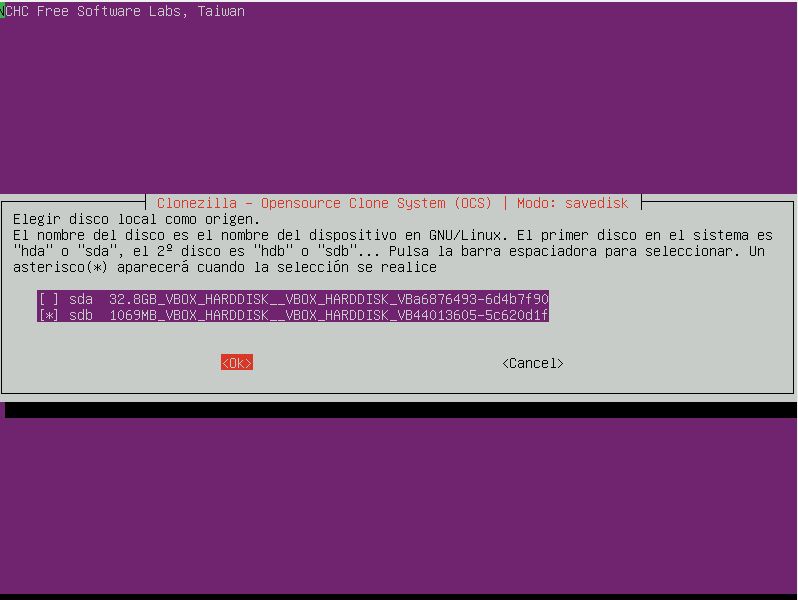 NCHC Free Software Labs, Taiwan
Clonezilla - Opensource Clone System (OCS) | Modo: savedisk
Elegir disco local como origen.
El nombre del disco es el nombre del dispositivo en GNU/Linux. El primer disco en el sistema es
"hda" o "sda", el 2º disco es "hdb" o "sdb"... Pulsa la barra espaciadora para seleccionar. Un
asterisco(*) aparecerá cuando la selección se realice
[ ] sda  32.8GB_VBOX_HARDDISK__VBOX_HARDDISK_VBa6876493-6d4b7f90
[*] sdb  1069MB_VBOX_HARDDISK__VBOX_HARDDISK_VB44013605-5c620d1f
<Ok> <Cancel>